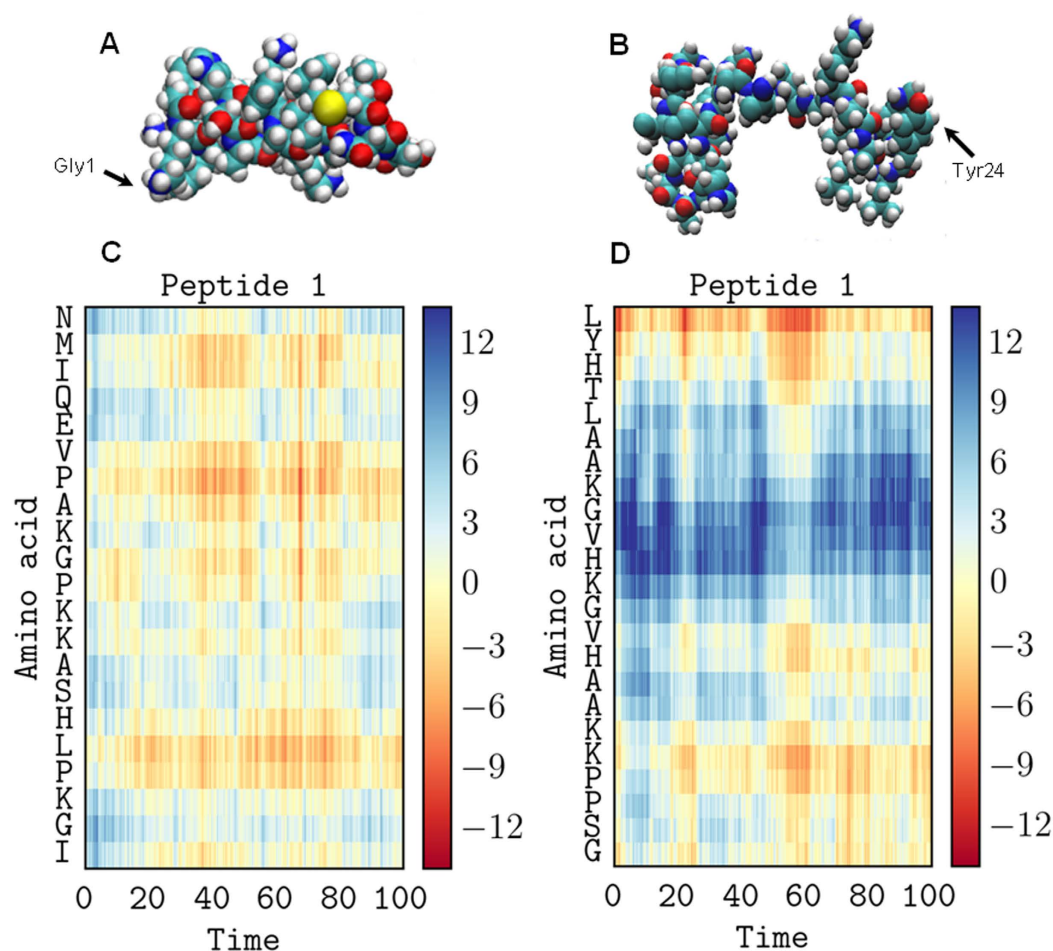 A
Gly1
B
Tyr24
C
Peptide 1
N
M
I
Q
E
V
P
A
K
G
P
K
K
A
S
H
L
P
K
G
I
Amino acid
0 20 40 60 80 100
Time
12
9
6
3
0
−3
−6
−9
−12
D
Peptide 1
L
Y
H
T
L
A
A
K
G
V
H
K
G
V
H
A
A
K
K
P
P
S
G
Amino acid
0 20 40 60 80 100
Time
12
9
6
3
0
−3
−6
−9
−12